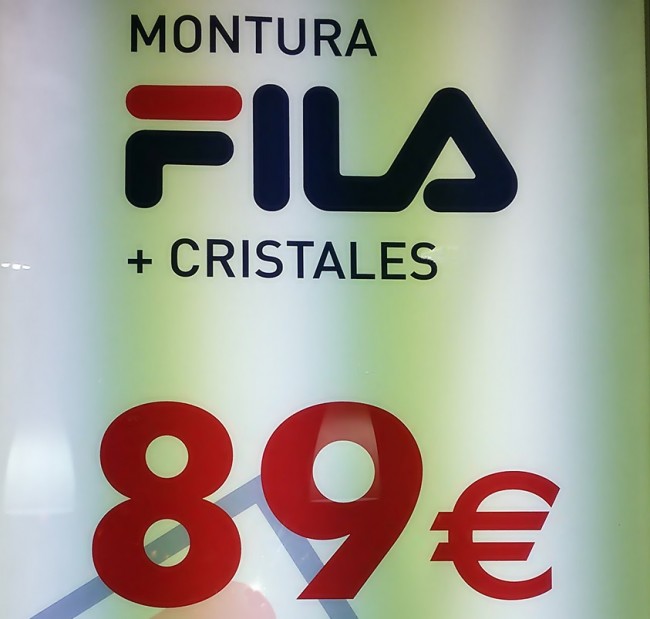 MONTURA
FILA
+ CRISTALES
89€